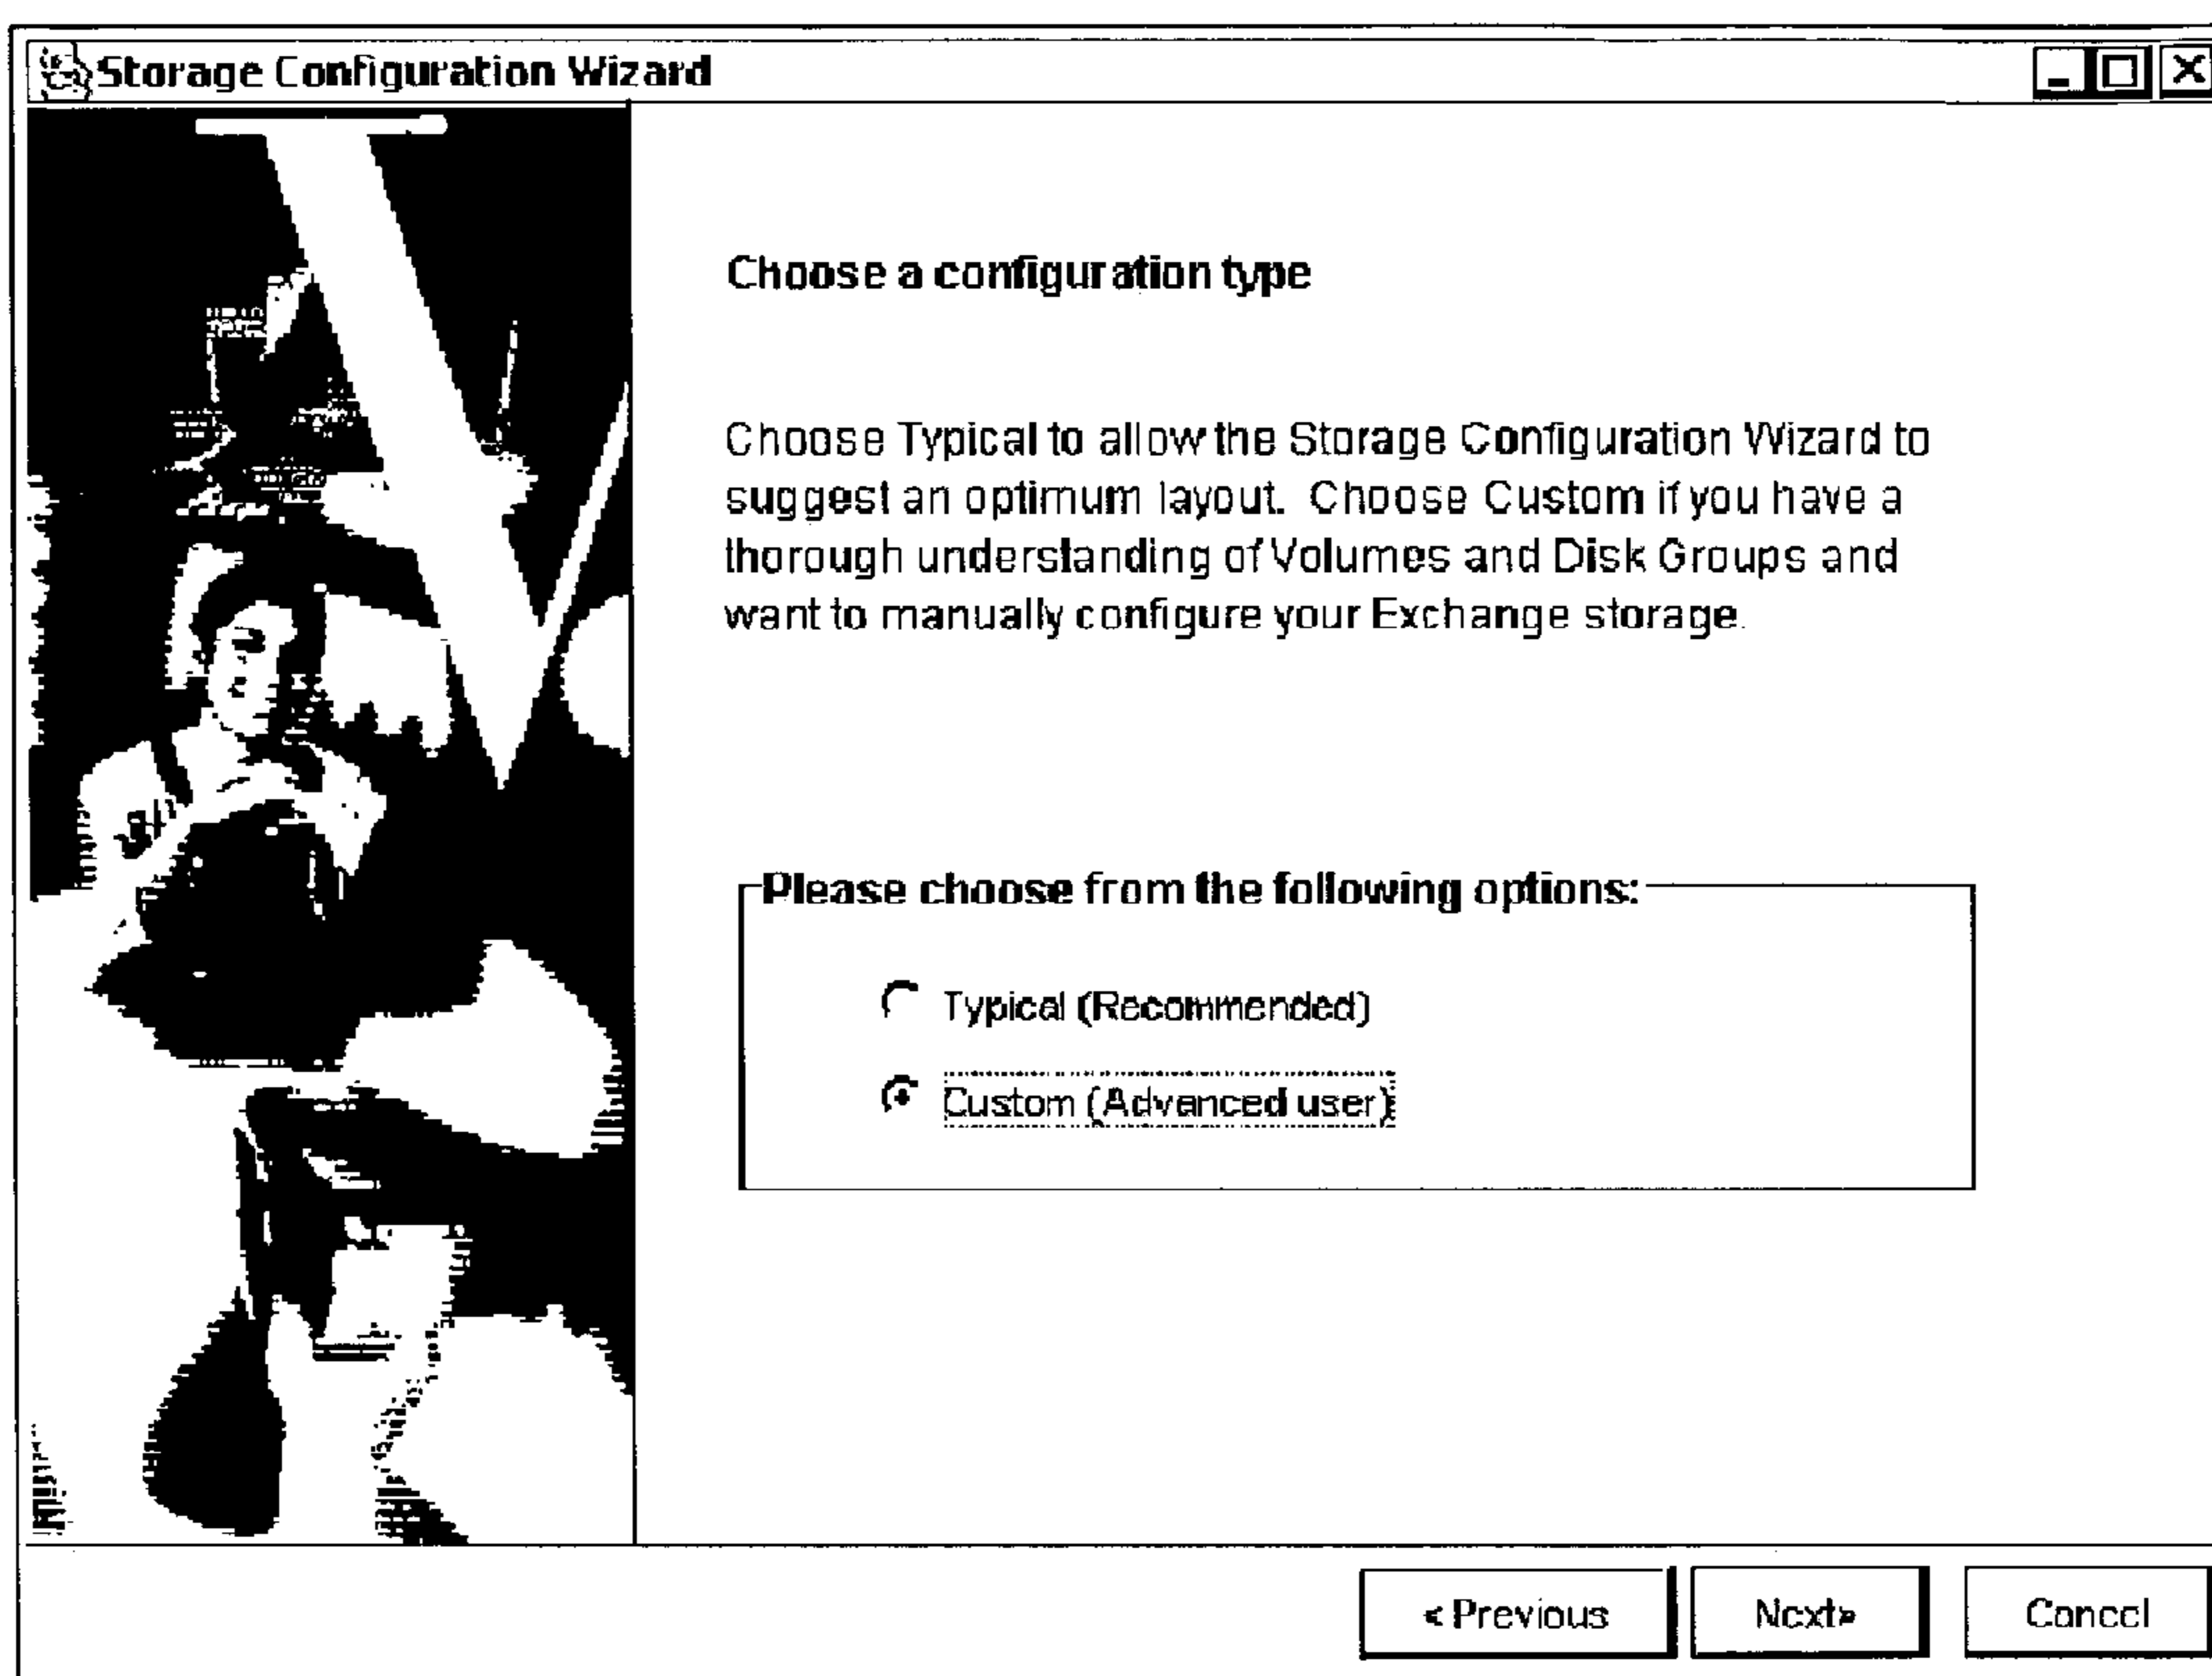 Storage Configuration Wizard
Choose a configuration type
Choose Typical to allow the Storage Configuration Wizard to
suggest an optimum layout. Choose Custom if you have a
thorough understanding of Volumes and Disk Groups and
want to manually configure your Exchange storage.
Please choose from the following options:
Typical (Recommended)
Custom (Advanced user)
< Previous
Next>
Cancel